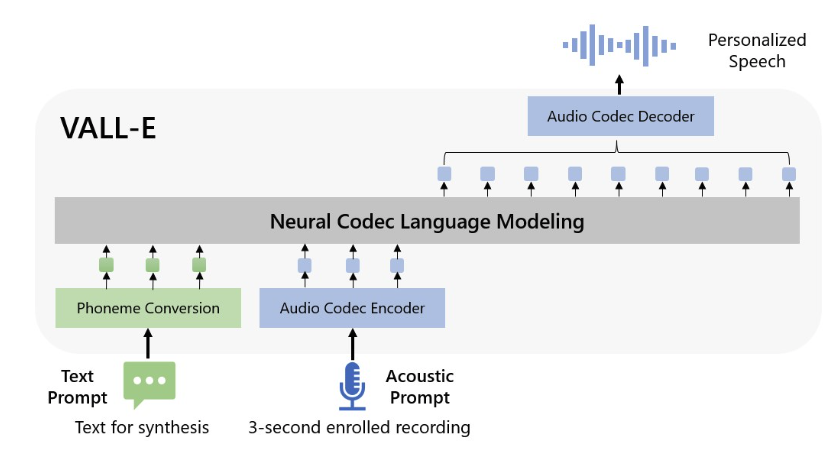 Personalized
Speech
Audio Codec Decoder
VALL-E
Neural Codec Language Modeling
Phoneme Conversion
Audio Codec Encoder
Text
Prompt
Acoustic
Prompt
Text for synthesis
3-second enrolled recording